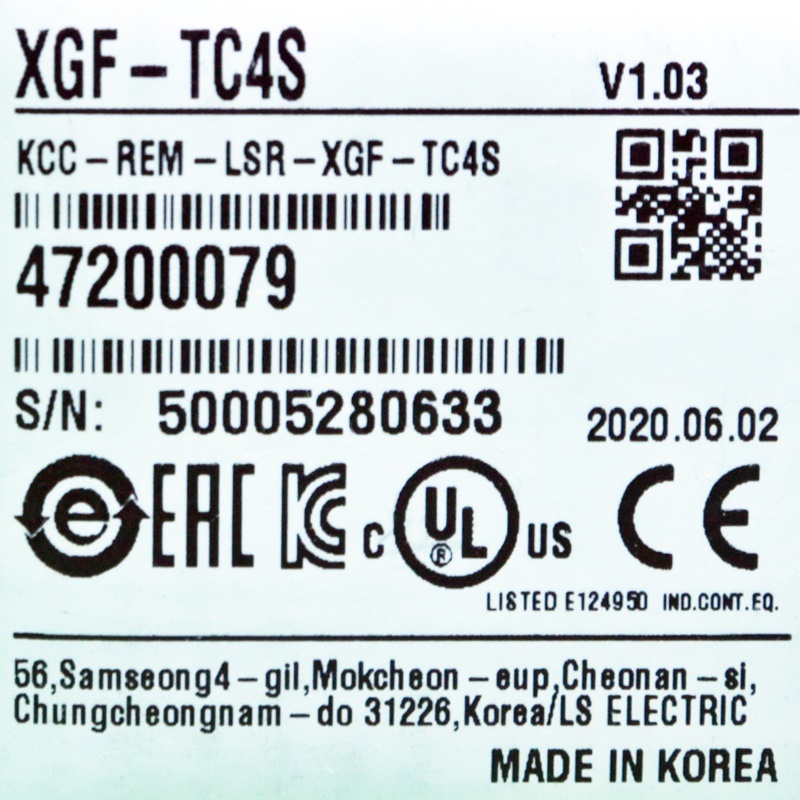 XGF-TC4S V1.03
KCC-REM-LSR-XGF-TC4S
47200079
S/N: 50005280633 2020.06.02
e EAC KC c UL® US CE
LISTED E124950 IND.CONT.EQ.
56,Samseong4-gil,Mokcheon-eup,Cheonan-si,
Chungcheongnam-do 31226,Korea/LS ELECTRIC
MADE IN KOREA